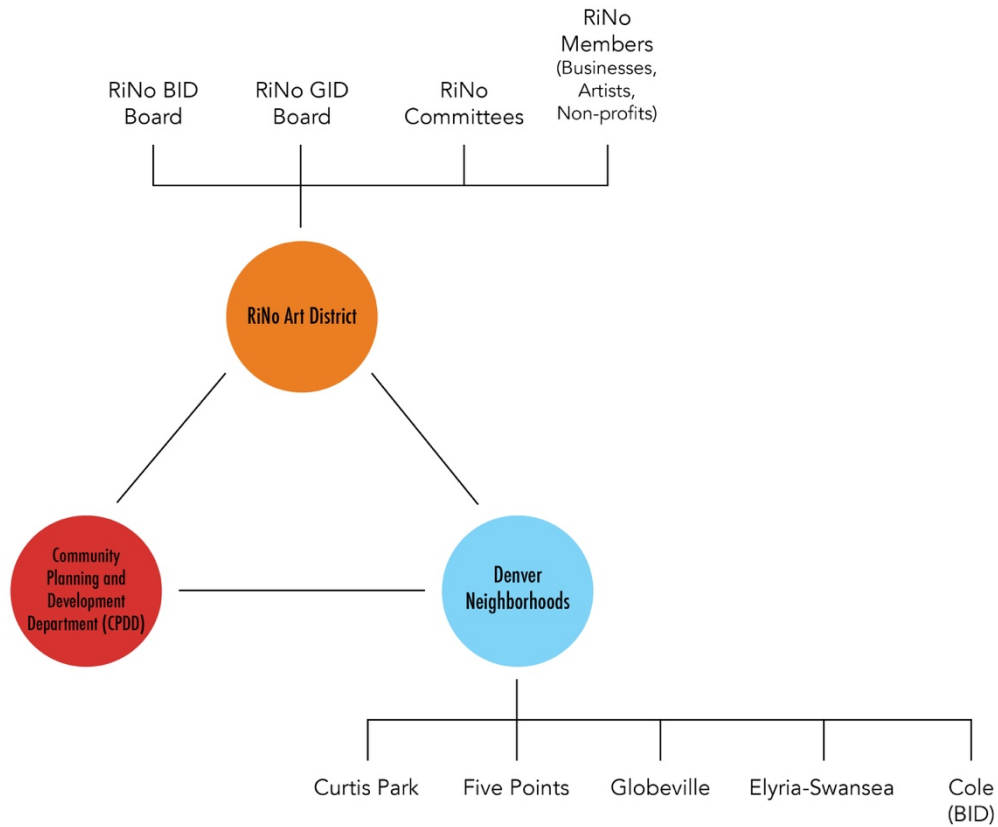 RiNo BID
Board
RiNo GID
Board
RiNo
Committees
RiNo
Members
(Businesses,
Artists,
Non-profits)
RiNo Art District
Community
Planning and
Development
Department (CPDD)
Denver
Neighborhoods
Curtis Park
Five Points
Globeville
Elyria-Swansea
Cole
(BID)